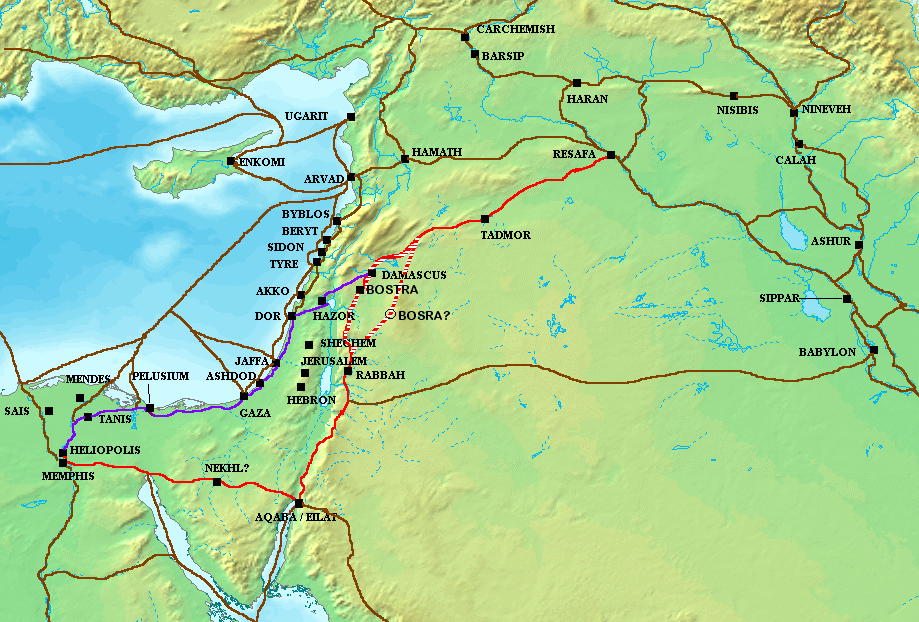 CARCHEMISH
BARSIP
HARAN
NISIBIS
NINEVEH
UGARIT
HAMATH
RESAFA
CALAH
ENKOMI
ARVAD
BYBLOS
BERYT
TADMOR
SIDON
ASHUR
TYRE
DAMASCUS
AKKO
BOSTRA
SIPPAR
DOR
HAZOR
BOSRA?
SHECHEM
BABYLON
JAFFA
JERUSALEM
MENDES
PELUSIUM
ASHDOD
RABBAH
HEBRON
SAIS
TANIS
GAZA
HELIOPOLIS
NEKHL?
MEMPHIS
AQABA / EILAT